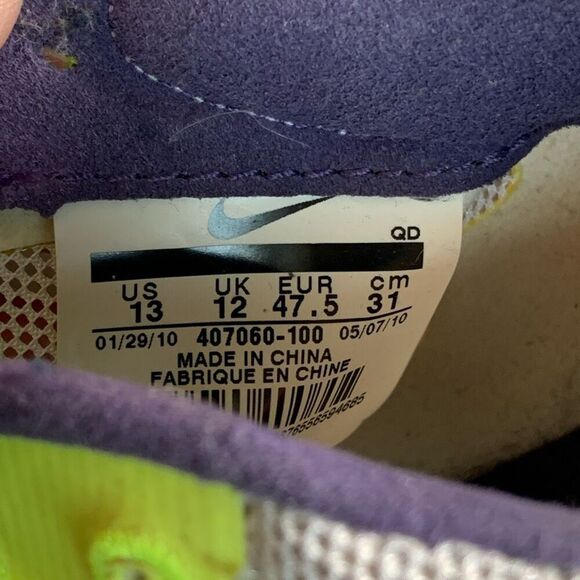 QD
US UK EUR cm
13 12 47.5 31
01/29/10 407060-100 05/07/10
MADE IN CHINA
FABRIQUE EN CHINE